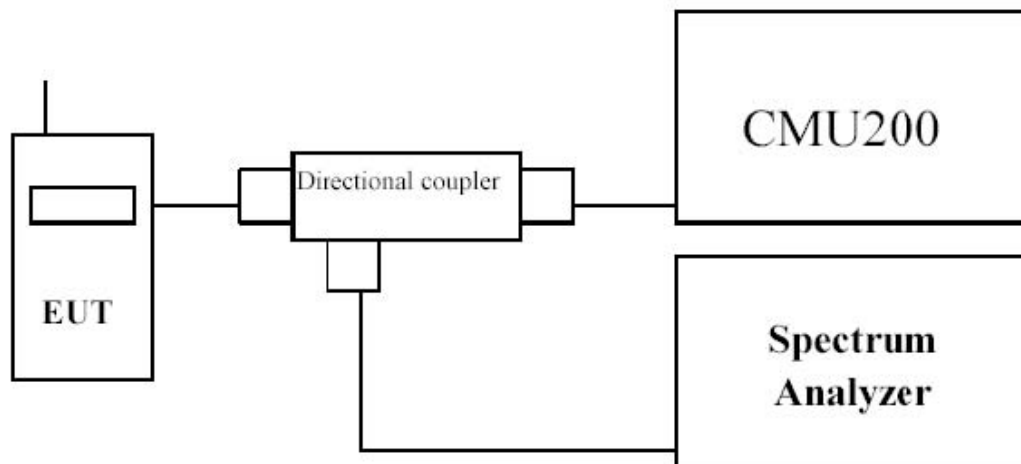 CMU200
Directional coupler
EUT
Spectrum
Analyzer